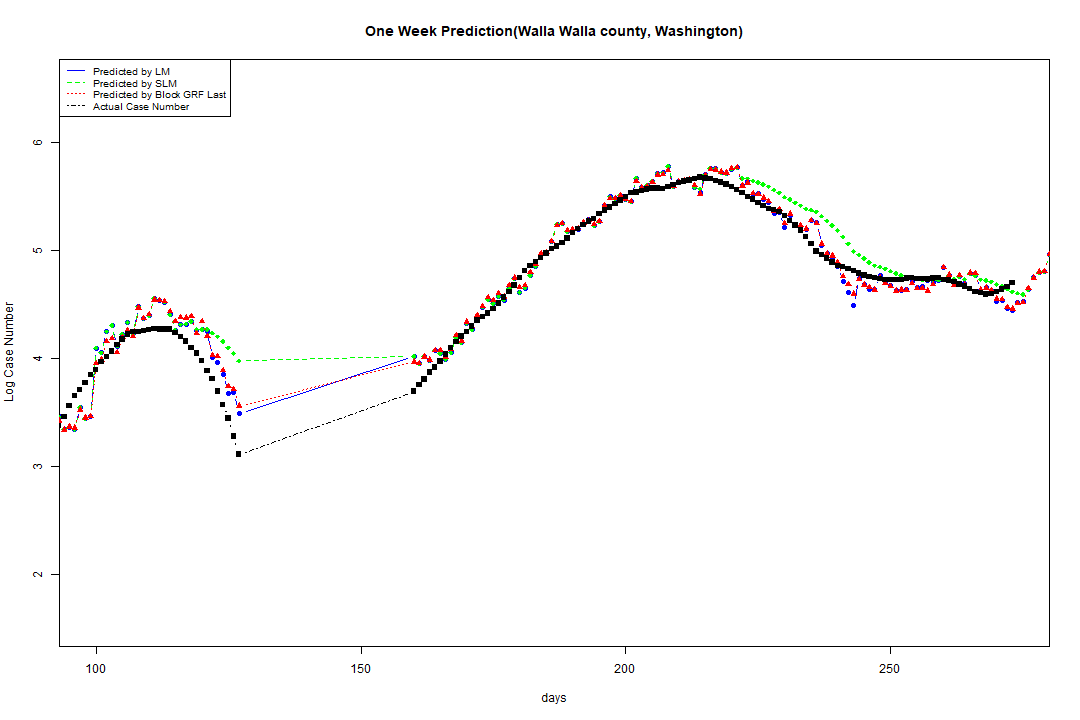 One Week Prediction(Walla Walla county, Washington)
Predicted by LM
Predicted by SLM
Predicted by Block GRF Last
Actual Case Number
6
5
4
3
2
Log Case Number
100
150
200
250
days